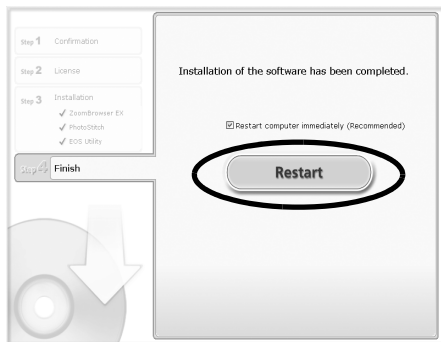 Step 1 Confirmation
Step 2 License
Step 3 Installation
ZoomBrowser EX
PhotoStitch
EOS Utility
Step 4 Finish
Installation of the software has been completed.
Restart computer immediately (Recommended)
Restart